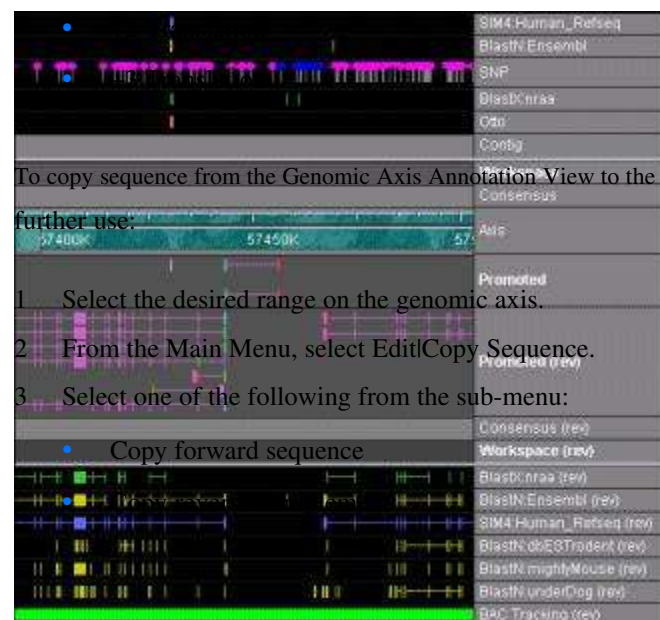 SIM4:Human_Refseq
BlastN:Ensembl
SNP
BlastX:nraa
Otto
Contig
To copy sequence from the Genomic Axis Annotation View to the
Consensus
further use:
57400K 57450K 57
Axis
Promoted
1 Select the desired range on the genomic axis.
2 From the Main Menu, select Edit|Copy Sequence.
Promoted (rev)
3 Select one of the following from the sub-menu:
Consensus (rev)
• Copy forward sequence
Workspace (rev)
BlastX:nraa (rev)
BlastN:Ensembl (rev)
SIM4:Human_Refseq (rev)
BlastN:dbESTrodent (rev)
BlastN:mightyMouse (rev)
BlastN:underDog (rev)
BAC Tracking (rev)